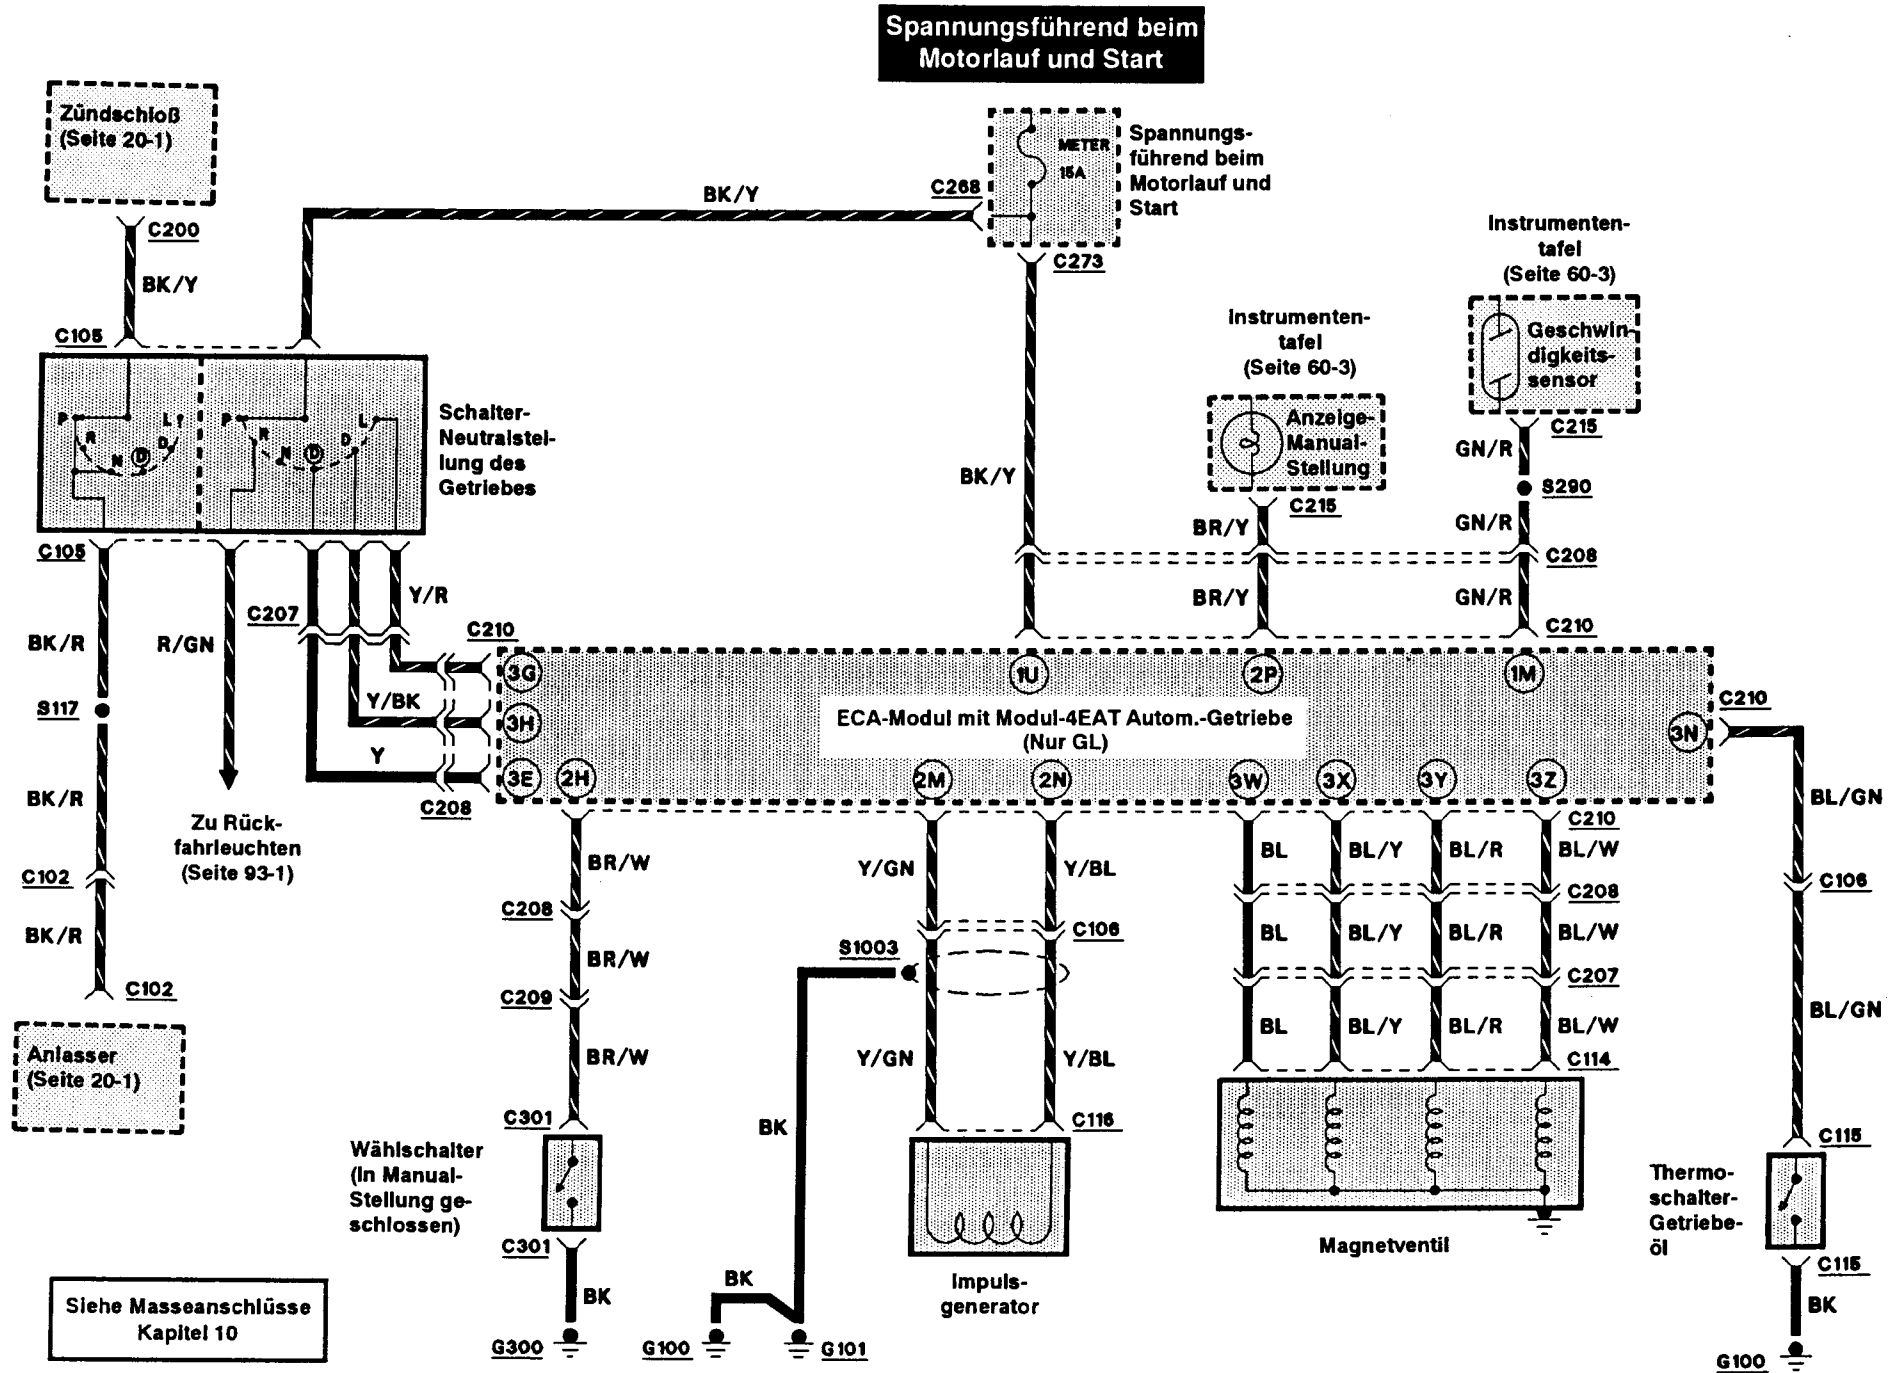 Spannungsführend beim
Motorlauf und Start
Zündschloß
(Seite 20-1)
C200
BK/Y
C105
BK/Y
C268
METER
15A
Spannungs-
führend beim
Motorlauf und
Start
C273
Instrumenten-
tafel
(Seite 60-3)
Geschwin-
digkeits-
sensor
C215
GN/R
S290
GN/R
C208
GN/R
C210
Instrumenten-
tafel
(Seite 60-3)
Anzeige-
Manual-
Stellung
C215
BR/Y
BR/Y
BK/Y
P
R
N
D
D
L
P
R
N
D
D
L
Schalter-
Neutralstel-
lung des
Getriebes
C105
BK/R
S117
BK/R
C102
BK/R
C102
Anlasser
(Seite 20-1)
R/GN
Zu Rück-
fahrleuchten
(Seite 93-1)
C207
Y/R
C210
Y/BK
Y
C208
3G
3H
3E
2H
1U
2P
1M
ECA-Modul mit Modul-4EAT Autom.-Getriebe
(Nur GL)
2M
2N
3W
3X
3Y
3Z
3N
C210
BL/GN
C106
BL/GN
C115
Thermo-
schalter-
Getriebe-
öl
C115
BK
G100
BR/W
C208
BR/W
C209
BR/W
C301
Wählschalter
(In Manual-
Stellung ge-
schlossen)
C301
BK
G300
Y/GN
Y/BL
C106
S1003
Y/GN
Y/BL
BK
C116
Impuls-
generator
BK
G100
G101
C210
BL
BL/Y
BL/R
BL/W
C208
BL
BL/Y
BL/R
BL/W
C207
BL
BL/Y
BL/R
BL/W
C114
Magnetventil
Siehe Masseanschlüsse
Kapitel 10